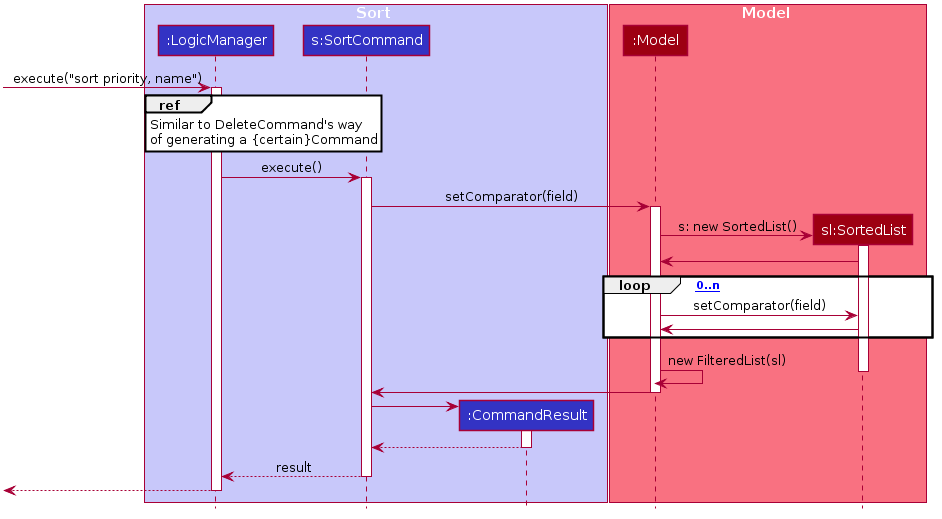 Sort
Model
:LogicManager
s:SortCommand
:Model
execute("sort priority, name")
ref
Similar to DeleteCommand's way
of generating a {certain}Command
execute()
setComparator(field)
s: new SortedList()
sl:SortedList
loop
0..n
setComparator(field)
new FilteredList(sl)
:CommandResult
result